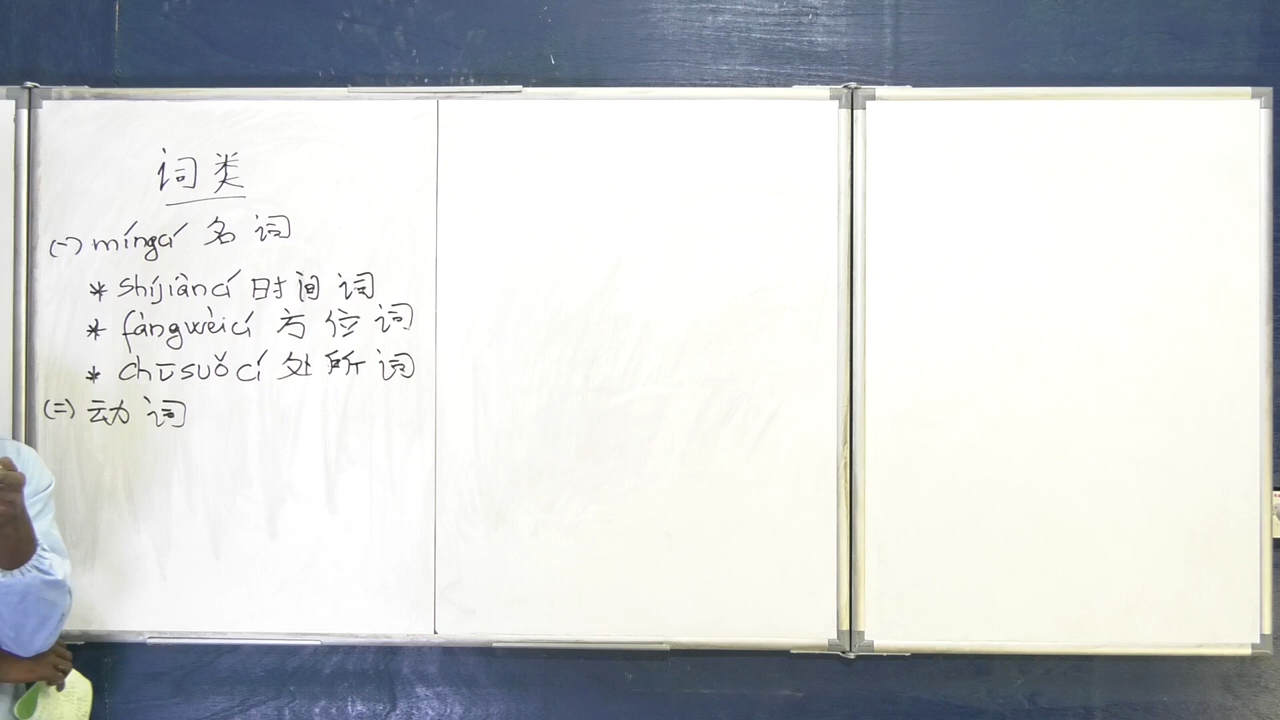 词类
(一) míngcí 名词
* shíjiāncí 时间词
* fāngwèicí 方位词
* chūsuǒcí 处所词
(二) 动词